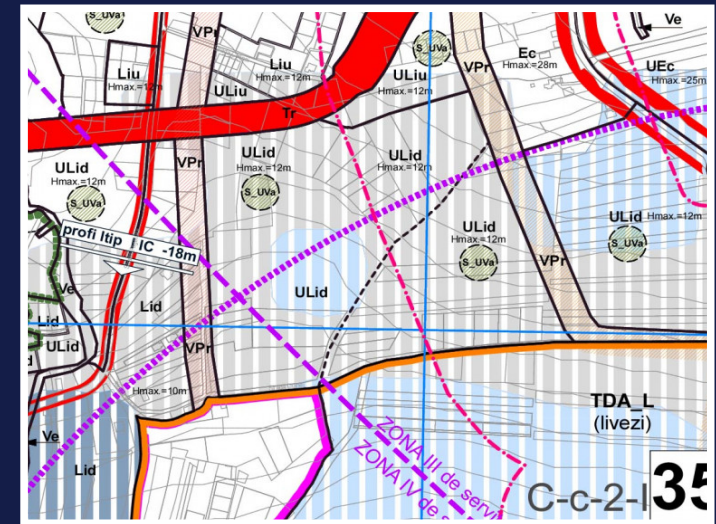 Ve
S_UVa
VPr
Liu
Hmax.=12m
Liu
Hmax.=12m
ULiu
ULiu
Hmax.=12m
S_UVa
VPr
Ec
Hmax.=28m
UEc
Hmax.=25m
Tr
ULid
Hmax.=12m
S_UVa
VPr
ULid
Hmax.=12m
S_UVa
ULid
Hmax.=12m
ULid
Hmax.=12m
S_UVa
ULid Hmax.=12m
S_UVa
profil tip IC -18m
Ve
Lid
ULid
VPr
Lid
ULid
VPr
Hmax.=10m
TDA_L
(livezi)
Ve
Lid
ZONA III de servi
ZONA IV de s
C-c-2-I
35